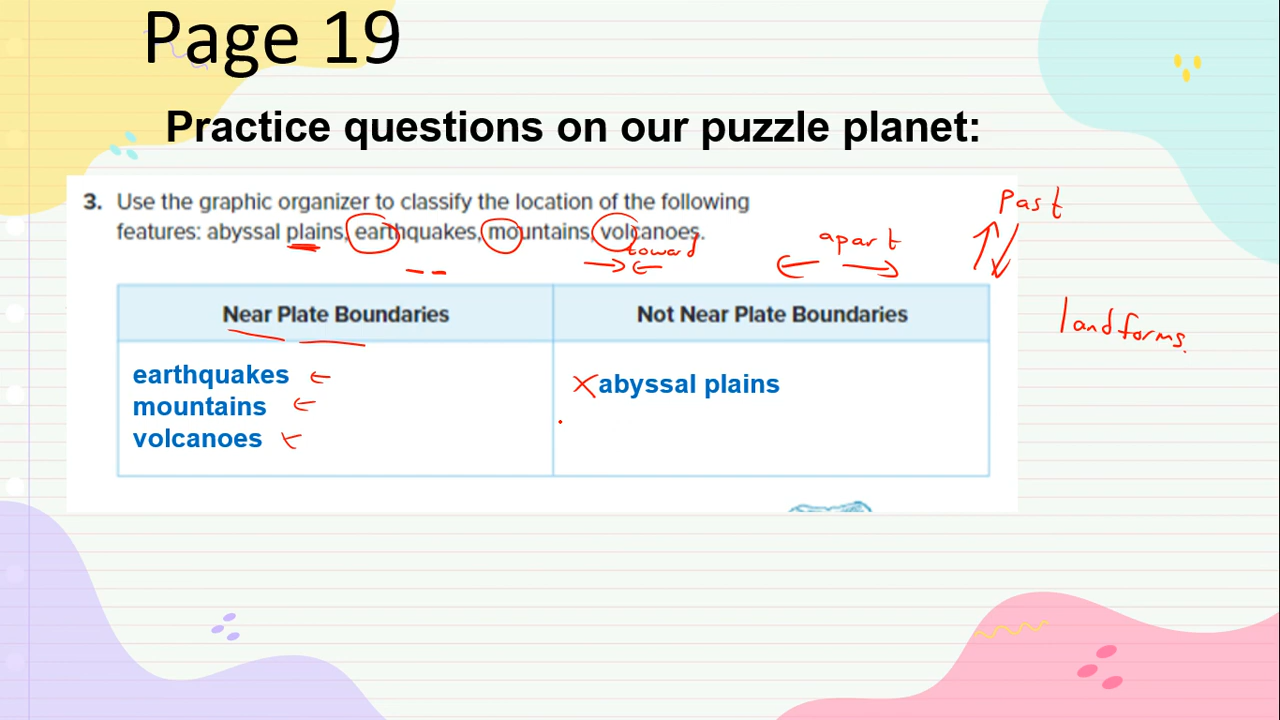 Page 19
Practice questions on our puzzle planet:
3. Use the graphic organizer to classify the location of the following
features: abyssal plains, earthquakes, mountains, volcanoes.
Past
toward
apart
landforms.
Near Plate Boundaries
Not Near Plate Boundaries
earthquakes
mountains
volcanoes
abyssal plains